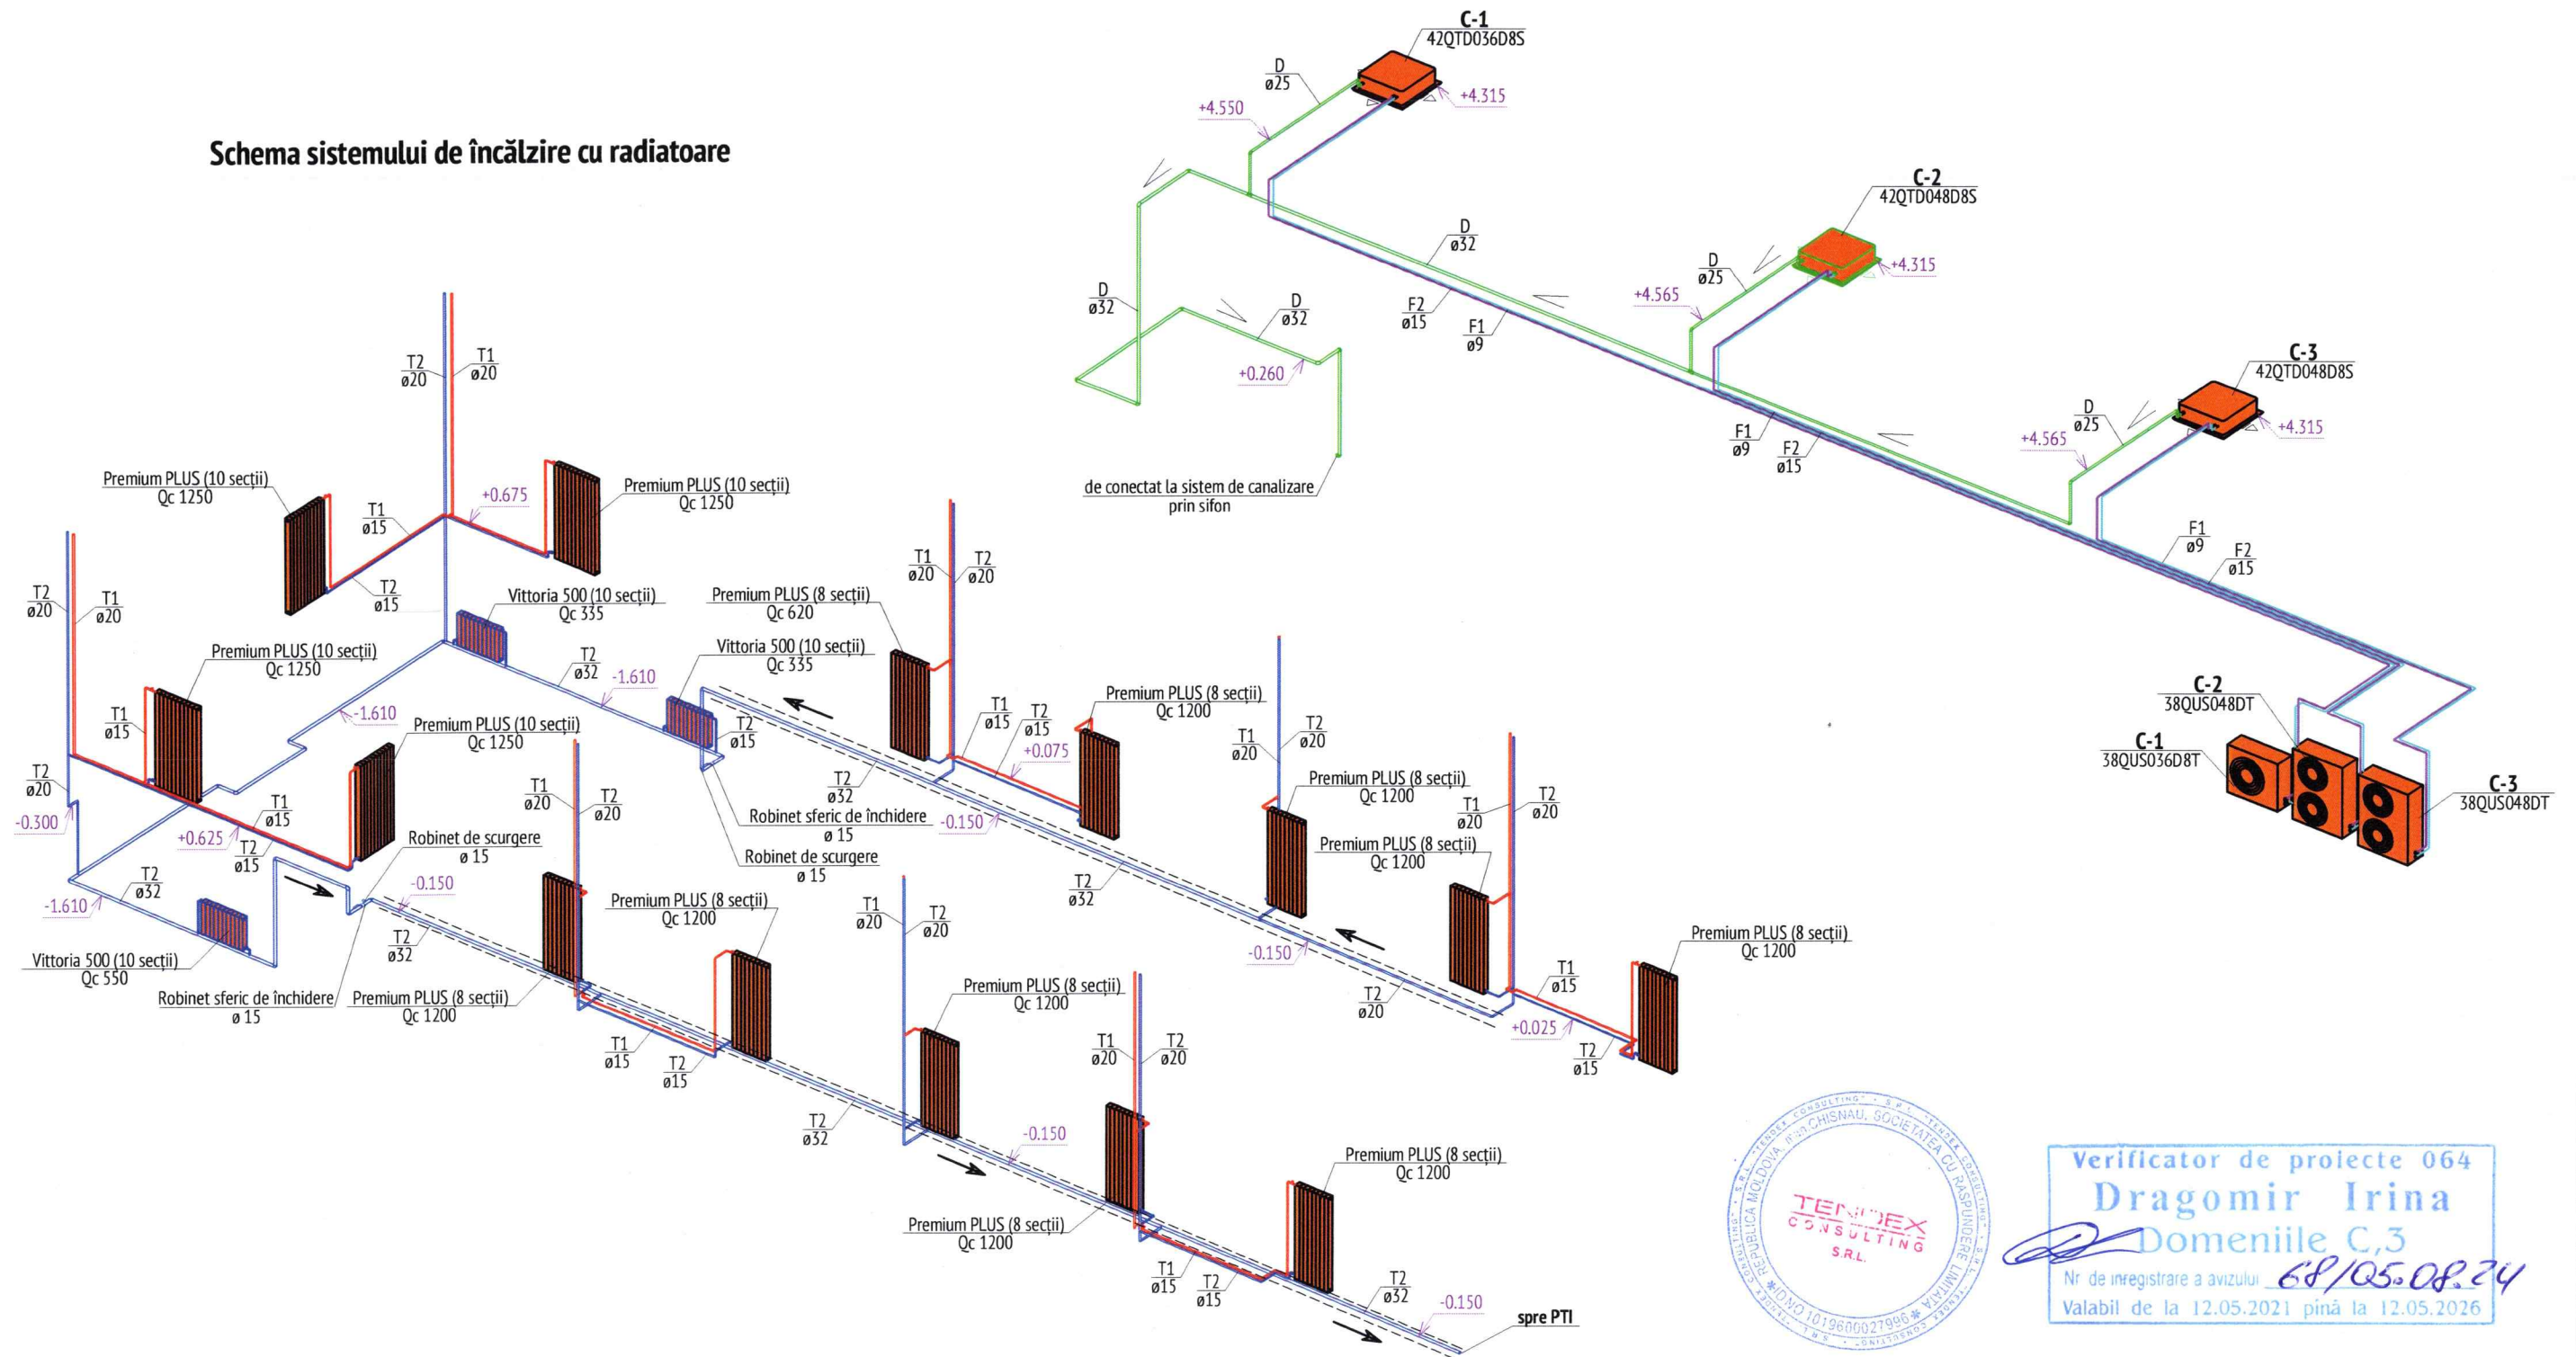 Schema sistemului de încălzire cu radiatoare
C-1
42QTD036D8S
D
ø25
+4.550
+4.315
C-2
42QTD048D8S
D
ø25
+4.565
+4.315
C-3
42QTD048D8S
D
ø25
+4.565
+4.315
D
ø32
D
ø32
D
ø32
+0.260
F2
ø15
F1
ø9
F1
ø9
F2
ø15
F1
ø9
F2
ø15
de conectat la sistem de canalizare
prin sifon
C-2
38QUS048DT
C-1
38QUS036D8T
C-3
38QUS048DT
T2
ø20
T1
ø20
Premium PLUS (10 secții)
Qc 1250
+0.675
Premium PLUS (10 secții)
Qc 1250
T1
ø15
T2
ø15
T2
ø20
T1
ø20
Vittoria 500 (10 secții)
Qc 335
Premium PLUS (8 secții)
Qc 620
T1
ø20
T2
ø20
Premium PLUS (10 secții)
Qc 1250
Vittoria 500 (10 secții)
Qc 335
T2
ø32
-1.610
-1.610
T1
ø15
Premium PLUS (10 secții)
Qc 1250
T2
ø15
T1
ø15
T2
ø15
+0.075
Premium PLUS (8 secții)
Qc 1200
T1
ø20
T2
ø20
T2
ø20
-0.300
+0.625
T1
ø15
T2
ø15
Robinet de scurgere
ø 15
T1
ø20
T2
ø20
T2
ø32
Robinet sferic de închidere
ø 15
Robinet de scurgere
ø 15
-0.150
Premium PLUS (8 secții)
Qc 1200
Premium PLUS (8 secții)
Qc 1200
T1
ø20
T2
ø20
T2
ø32
-1.610
T2
ø32
-0.150
T2
ø32
Premium PLUS (8 secții)
Qc 1200
T1
ø20
T2
ø20
-0.150
Premium PLUS (8 secții)
Qc 1200
Vittoria 500 (10 secții)
Qc 550
Robinet sferic de închidere
ø 15
Premium PLUS (8 secții)
Qc 1200
Premium PLUS (8 secții)
Qc 1200
T2
ø20
T1
ø15
+0.025
T2
ø15
T1
ø15
T2
ø15
T1
ø20
T2
ø20
T2
ø32
-0.150
Premium PLUS (8 secții)
Qc 1200
Premium PLUS (8 secții)
Qc 1200
T1
ø15
T2
ø15
T2
ø32
-0.150
spre PTI
REPUBLICA MOLDOVA, mun.CHISNAU, SOCIETATEA CU RASPUNDERE LIMITATA
IDNO 1019600027996
TENDEX
CONSULTING
S.R.L.
Verificator de proiecte 064
Dragomir Irina
Domeniile C,3
Nr de inregistrare a avizului 68/05.08.24
Valabil de la 12.05.2021 pină la 12.05.2026